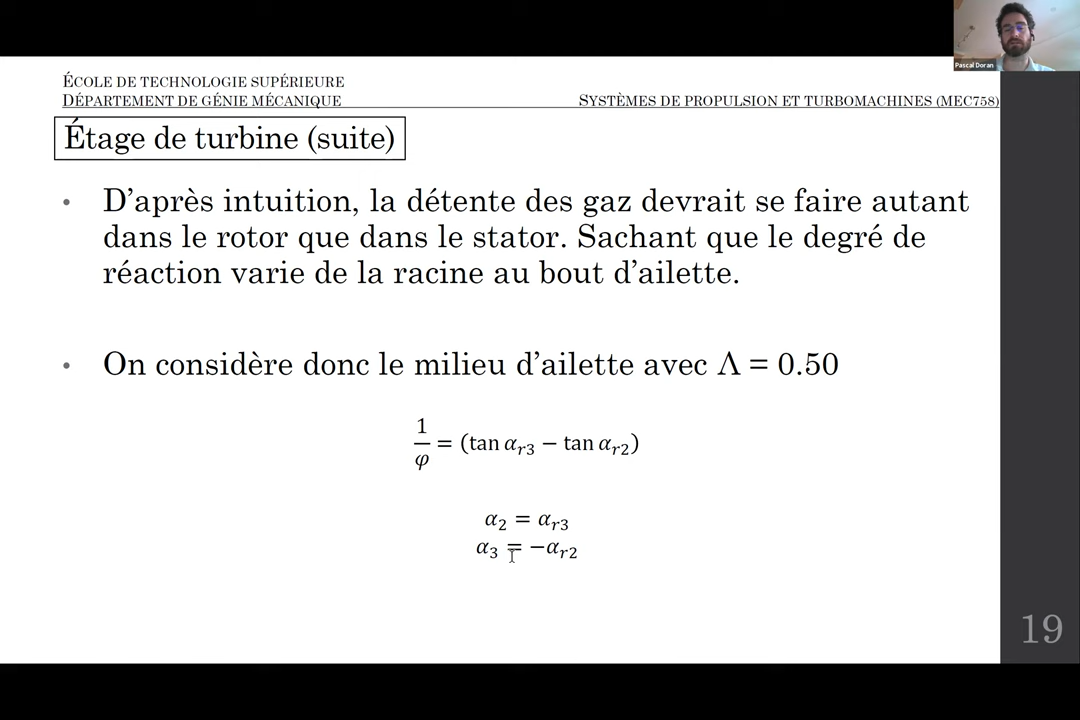 Pascal Doran
ÉCOLE DE TECHNOLOGIE SUPÉRIEURE
DÉPARTEMENT DE GÉNIE MÉCANIQUE
SYSTÈMES DE PROPULSION ET TURBOMACHINES (MEC758)
Étage de turbine (suite)
• D’après intuition, la détente des gaz devrait se faire autant
dans le rotor que dans le stator. Sachant que le degré de
réaction varie de la racine au bout d’ailette.
• On considère donc le milieu d’ailette avec Λ = 0.50
1/φ = (tan α_r3 − tan α_r2)
α_2 = α_r3
α_3 = −α_r2
19